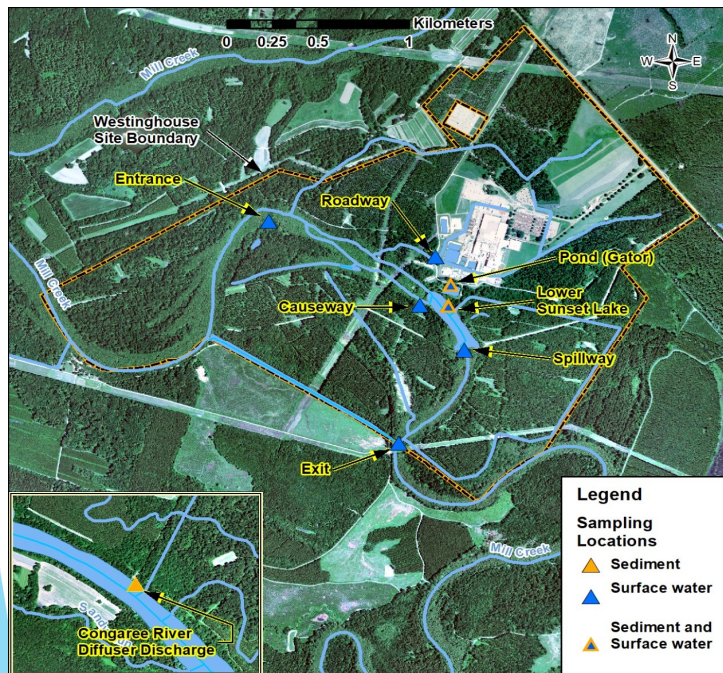 Kilometers
0 0.25 0.5 1
N
W E
S
Mill Creek
Westinghouse
Site Boundary
Entrance
Roadway
Pond (Gator)
Mill Creek
Causeway
Lower
Sunset Lake
Spillway
Exit
Mill Creek
Congaree River
Diffuser Discharge
Legend
Sampling
Locations
Sediment
Surface water
Sediment and
Surface water